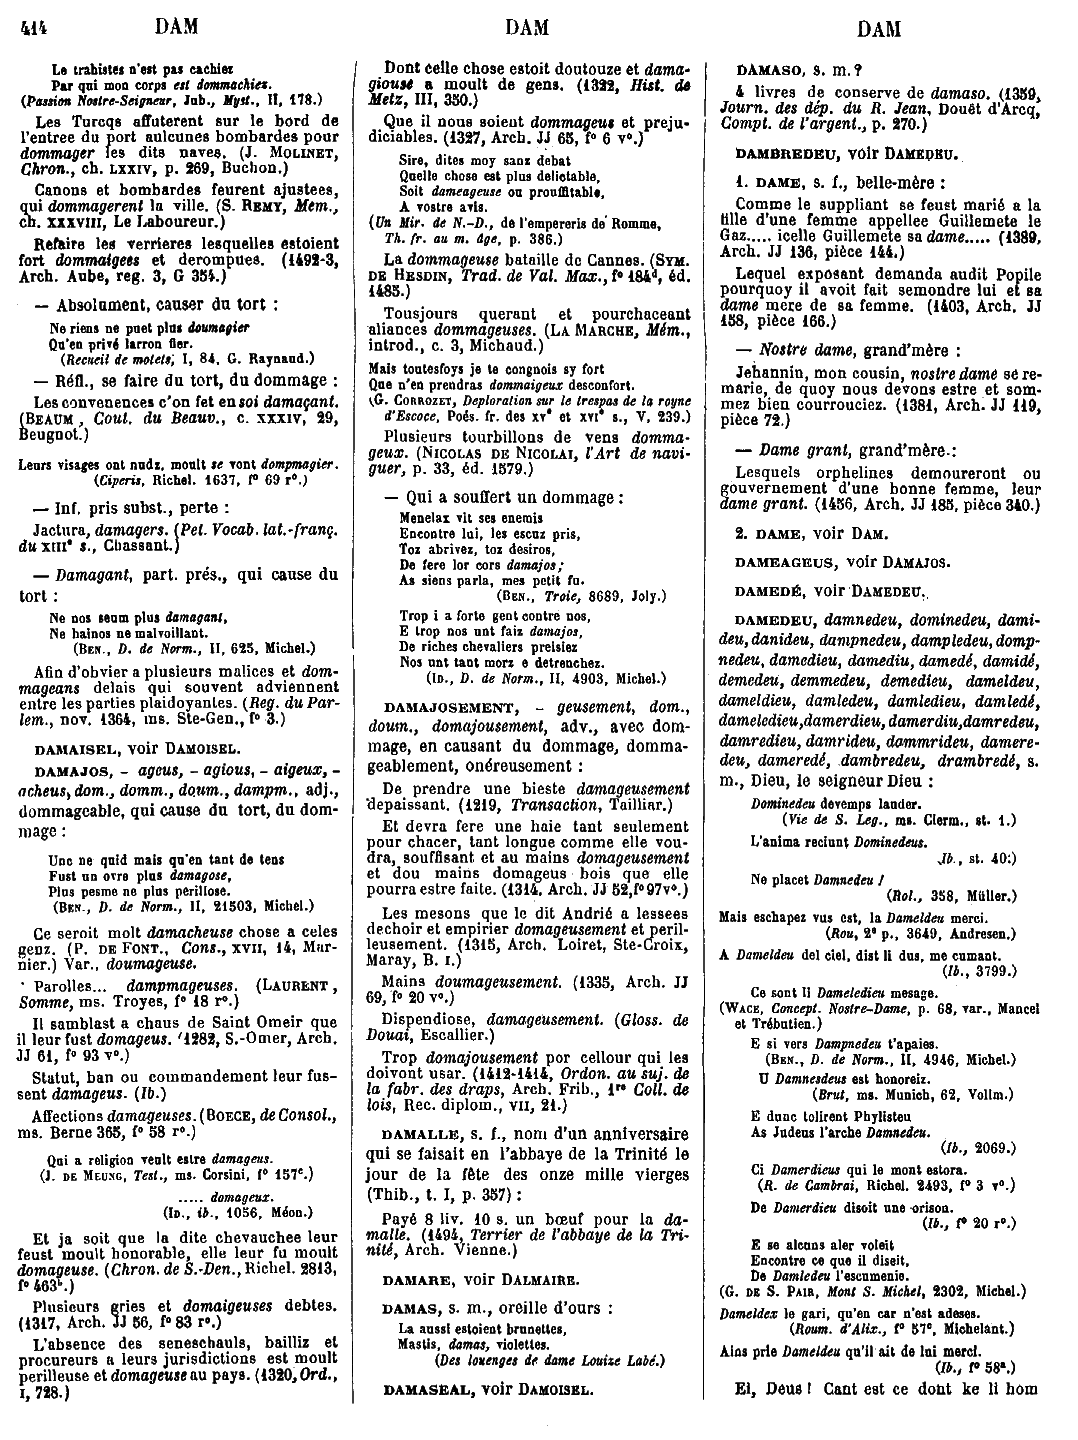 414 DAM DAM DAM
Le trahistes n'est pas cachiez
Par qui mon corps est dommachiez.
(Passion Nostre-Seigneur, Jub., Myst., II, 178.)
Les Turcqs affuterent sur le bord de
l'entree du port aulcunes bombardes pour
dommager les dits naves. (J. MOLINET,
Chron., ch. LXXIV, p. 269, Buchon.)
Canons et bombardes feurent ajustees,
qui dommagerent la ville. (S. REMY, Mem.,
ch. XXXVIII, Le Laboureur.)
Refaire les verrieres lesquelles estoient
fort dommaigees et derompues. (1492-3,
Arch. Aube, reg. 3, G 354.)
— Absolument, causer du tort :
Ne riens ne puet plus doumagier
Qu'en privé larron fier.
(Recueil de motets, I, 84, G. Raynaud.)
— Réfl., se faire du tort, du dommage :
Les convenences c'on fet en soi damaçant.
(BEAUM., Cout. du Beauv., c. XXXIV, 29,
Beugnot.)
Leurs visages ont nudz, moult se vont dompmagier.
(Ciperis, Richel. 1637, f° 69 r°.)
— Inf. pris subst., perte :
Jactura, damagers. (Pet. Vocab. lat.-franç.
du XIIIe s., Chassant.)
— Damagant, part. prés., qui cause du
tort :
Ne nos seum plus damagant,
Ne hainos ne malvoillant.
(BEN., D. de Norm., II, 625, Michel.)
Afin d'obvier a plusieurs malices et dom-
mageans delais qui souvent adviennent
entre les parties plaidoyantes. (Reg. du Par-
lem., nov. 1364, ms. Ste-Gen., f° 3.)
DAMAISEL, voir DAMOISEL.
DAMAJOS, - ageus, - agious, - aigeux, -
acheus, dom., domm., doum., dampm., adj.,
dommageable, qui cause du tort, du dom-
mage :
Unc ne quid mais qu'en tant de tens
Fust un ovre plus damagose,
Plus pesme ne plus perillose.
(BEN., D. de Norm., II, 21503, Michel.)
Ce seroit molt damacheuse chose a celes
genz. (P. DE FONT., Cons., XVII, 14, Mar-
nier.) Var., doumageuse.
Parolles... dampmageuses. (LAURENT,
Somme, ms. Troyes, f° 18 r°.)
Il samblast a chaus de Saint Omeir que
il leur fust domageus. (1282, S.-Omer, Arch.
JJ 61, f° 93 v°.)
Statut, ban ou commandement leur fus-
sent damageus. (Ib.)
Affections damageuses. (BOECE, de Consol.,
ms. Berne 365, f° 58 r°.)
Qui a religion veult estre damageus.
(J. DE MEUNG, Test., ms. Corsini, f° 157c.)
..... domageux.
(ID., ib., 1056, Méon.)
Et ja soit que la dite chevauchee leur
feust moult honorable, elle leur fu moult
domageuse. (Chron. de S.-Den., Richel. 2813,
f° 463b.)
Plusieurs gries et domaigeuses debtes.
(1317, Arch. JJ 56, f° 83 r°.)
L'absence des seneschauls, bailliz et
procureurs a leurs jurisdictions est moult
perilleuse et domageuse au pays. (1320, Ord.,
I, 728.)
Dont celle chose estoit doutouze et dama-
giouse a moult de gens. (1322, Hist. de
Metz, III, 350.)
Que il nous soient dommageus et preju-
diciables. (1327, Arch. JJ 65, f° 6 v°.)
Sire, dites moy sanz debat
Quelle chose est plus delictable,
Soit dameageuse ou prouffitable,
A vostre avis.
(Un Mir. de N.-D., de l'empereris de Romme,
Th. fr. au m. âge, p. 386.)
La dommageuse bataille de Cannes. (SYM.
DE HESDIN, Trad. de Val. Max., f° 184d, éd.
1485.)
Tousjours querant et pourchaceant
aliances dommageuses. (LA MARCHE, Mém.,
introd., c. 3, Michaud.)
Mais toutesfoys je te congnois sy fort
Que n'en prendras dommaigeux desconfort.
(G. CORROZET, Deploration sur le trespas de la royne
d'Escoce, Poés. fr. des XVe et XVIe s., V, 239.)
Plusieurs tourbillons de vens domma-
geux. (NICOLAS DE NICOLAI, l'Art de navi-
guer, p. 33, éd. 1579.)
— Qui a souffert un dommage :
Menelax vit ses enemis
Encontre lui, les escuz pris,
Toz abrivez, toz desiros,
De fere lor cors damajos;
As siens parla, mes petit fu.
(BEN., Troie, 8689, Joly.)
Trop i a forte gent contre nos,
E trop nos unt faiz damajos,
De riches chevaliers preisiez
Nos unt tant morz e detrenchez.
(ID., D. de Norm., II, 4903, Michel.)
DAMAJOSEMENT, - geusement, dom.,
doum., domajousement, adv., avec dom-
mage, en causant du dommage, domma-
geablement, onéreusement :
De prendre une bieste damageusement
depaissant. (1219, Transaction, Tailliar.)
Et devra fere une haie tant seulement
pour chacer, tant longue comme elle vou-
dra, souffisant et au mains domageusement
et dou mains domageus bois que elle
pourra estre faite. (1314, Arch. JJ 52, f° 97 v°.)
Les mesons que le dit Andrié a lessees
dechoir et empirier domageusement et peril-
leusement. (1315, Arch. Loiret, Ste-Croix,
Maray, B. I.)
Mains doumageusement. (1335, Arch. JJ
69, f° 20 v°.)
Dispendiose, damageusement. (Gloss. de
Douai, Escallier.)
Trop domajousement por cellour qui les
doivont usar. (1412-1414, Ordon. au suj. de
la fabr. des draps, Arch. Frib., 1re Coll. de
lois, Rec. diplom., VII, 21.)
DAMALLE, s. f., nom d'un anniversaire
qui se faisait en l'abbaye de la Trinité le
jour de la fête des onze mille vierges
(Thib., t. I, p. 357) :
Payé 8 liv. 10 s. un bœuf pour la da-
malle. (1494, Terrier de l'abbaye de la Tri-
nité, Arch. Vienne.)
DAMARE, voir DALMAIRE.
DAMAS, s. m., oreille d'ours :
La aussi estoient brunettes,
Mastis, damas, violettes.
(Des louenges de dame Louize Labé.)
DAMASEAL, voir DAMOISEL.
DAMASO, s. m. ?
4 livres de conserve de damaso. (1359,
Journ. des dép. du R. Jean, Douët d'Arcq,
Compt. de l'argent., p. 270.)
DAMBREDEU, voir DAMEDEU.
1. DAME, s. f., belle-mère :
Comme le suppliant se feust marié a la
fille d'une femme appellee Guillemete le
Gaz..... icelle Guillemete sa dame..... (1389,
Arch. JJ 136, pièce 144.)
Lequel exposant demanda audit Popile
pourquoy il avoit fait semondre lui et sa
dame mere de sa femme. (1403, Arch. JJ
158, pièce 166.)
— Nostre dame, grand'mère :
Jehannin, mon cousin, nostre dame se re-
marie, de quoy nous devons estre et som-
mez bien courrouciez. (1381, Arch. JJ 119,
pièce 72.)
— Dame grant, grand'mère :
Lesquels orphelines demoureront ou
gouvernement d'une bonne femme, leur
dame grant. (1456, Arch. JJ 185, pièce 340.)
2. DAME, voir DAM.
DAMEAGEUS, voir DAMAJOS.
DAMEDÉ, voir DAMEDEU.
DAMEDEU, damnedeu, dominedeu, dami-
deu, danideu, dampnedeu, dampledeu, domp-
nedeu, damedieu, damediu, damedé, damidé,
demedeu, demmedeu, demedieu, dameldeu,
dameldieu, damledeu, damledieu, damledé,
dameledieu, damerdieu, damerdiu, damredeu,
damredieu, damrideu, dammrideu, damere-
deu, dameredé, dambredeu, drambredé, s.
m., Dieu, le seigneur Dieu :
Dominedeu devemps lauder.
(Vie de S. Leg., ms. Clerm., st. 1.)
L'anima reciunt Dominedeus.
(Ib., st. 40.)
Ne placet Damnedeu !
(Rol., 358, Müller.)
Mais eschapez vus est, la Dameldeu merci.
(Rou, 2e p., 3649, Andresen.)
A Dameldeu del ciel, dist li dus, me cumant.
(Ib., 3799.)
Ce sont li Dameledieu mesage.
(WACE, Concept. Nostre-Dame, p. 68, var., Mancel
et Trébutien.)
E si vers Dampnedeu t'apaies.
(BEN., D. de Norm., II, 4946, Michel.)
U Damnesdeus est honoreiz.
(Brut, ms. Munich, 62, Vollm.)
E dunc tolirent Phylisteu
As Judeus l'arche Damnedeu.
(Ib., 2069.)
Ci Damerdieus qui le mont estora.
(R. de Cambrai, Richel. 2493, f° 3 v°.)
De Damerdieu disoit une orison.
(Ib., f° 20 r°.)
E se alcuns aler voleit
Encontre ce que il diseit,
De Damledeu l'escumenie.
(G. DE S. PAIR, Mont S. Michel, 2302, Michel.)
Dameldex le gari, qu'en car n'est adeses.
(Roum. d'Alix., f° 57c, Michelant.)
Ains prie Dameldeu qu'il ait de lui merci.
(Ib., f° 58a.)
El, Deus ! Cant est ce dont ke li hom